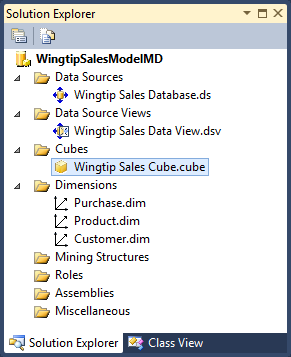 Solution Explorer
WingtipSalesModelMD
Data Sources
Wingtip Sales Database.ds
Data Source Views
Wingtip Sales Data View.dsv
Cubes
Wingtip Sales Cube.cube
Dimensions
Purchase.dim
Product.dim
Customer.dim
Mining Structures
Roles
Assemblies
Miscellaneous
Solution Explorer Class View